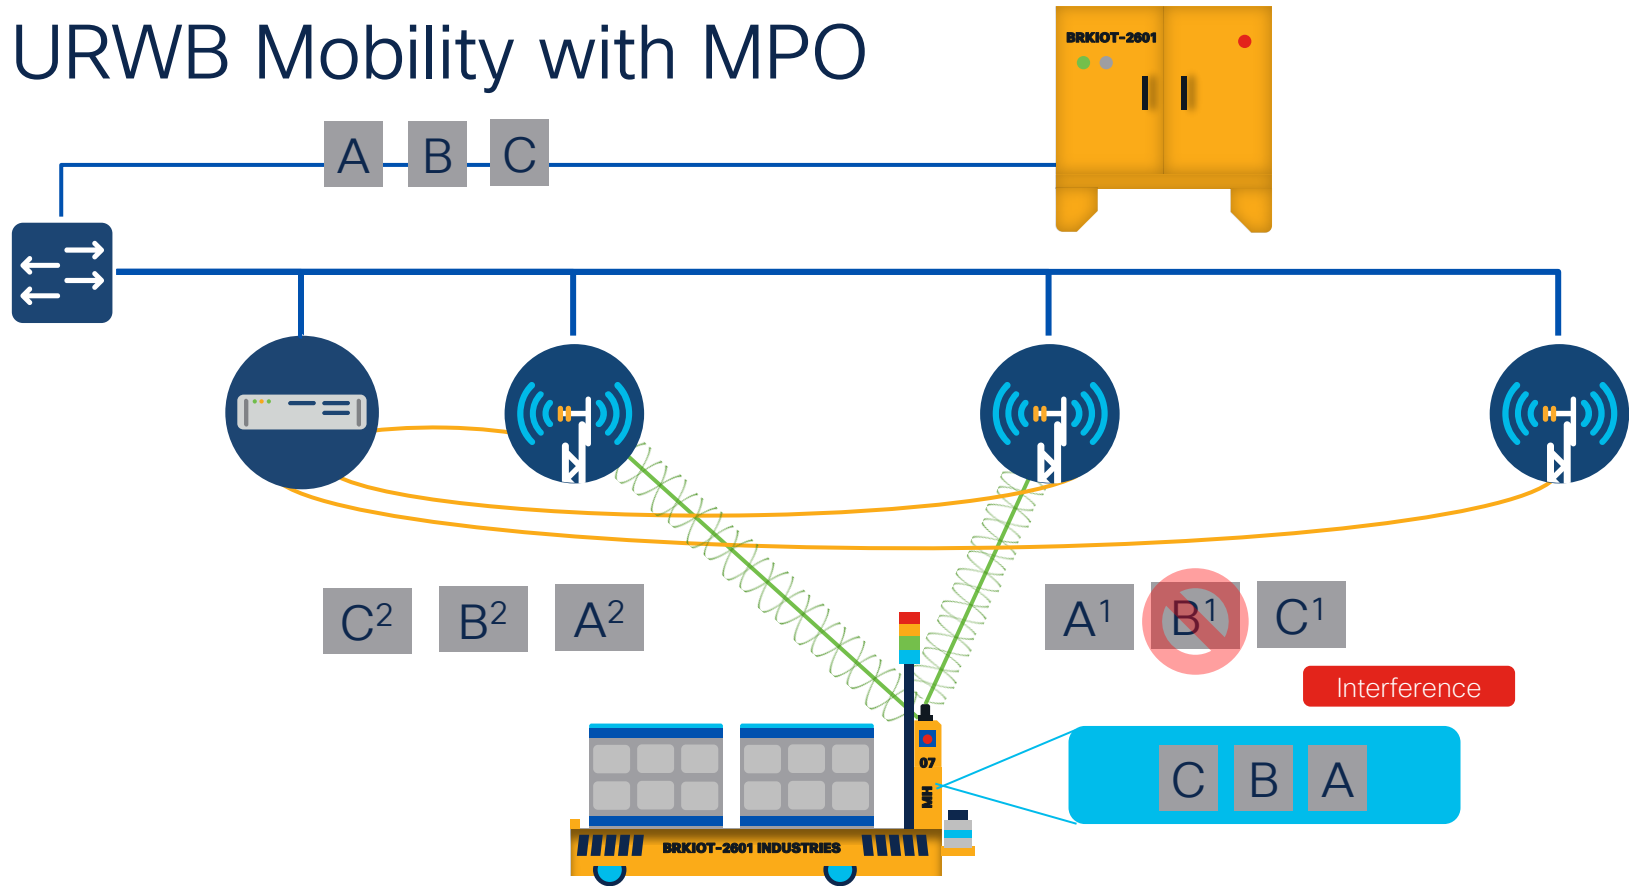 URWB Mobility with MPO
BRKIOT-2601
A B C
C² B² A²
A¹ B¹ C¹
Interference
07
MH
C B A
BRKIOT-2601 INDUSTRIES